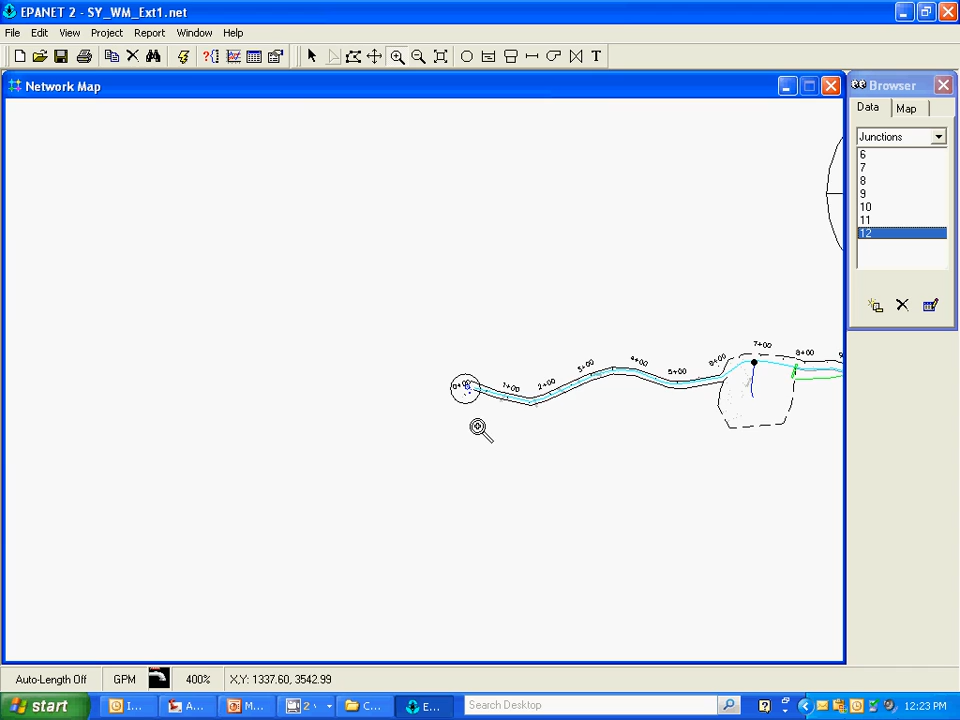 EPANET 2 - SY_WM_Ext1.net
File Edit View Project Report Window Help
T
Network Map
Browser
Data Map
Junctions
6
7
8
9
10
11
12
0+00
1+00
2+00
3+00
4+00
5+00
6+00
7+00
8+00
9
Auto-Length Off GPM 400% X,Y: 1337.60, 3542.99
start I... A... M... 2 C... E... Search Desktop 12:23 PM